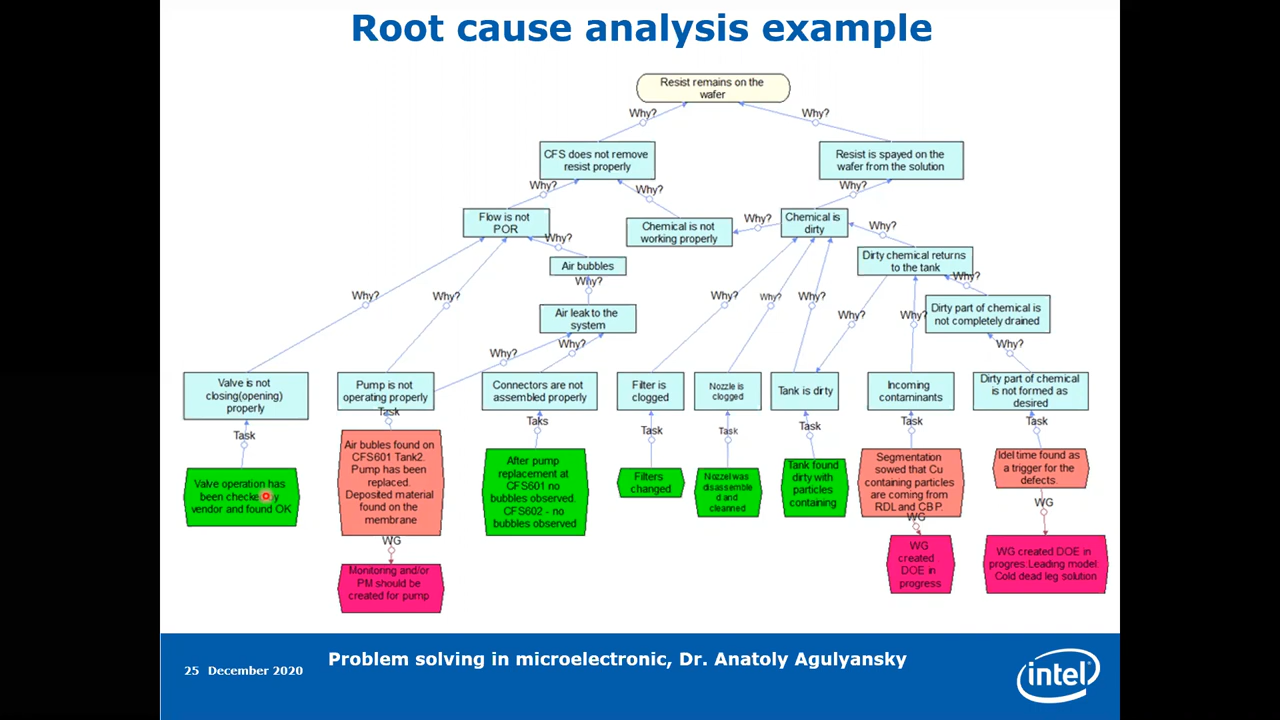 Root cause analysis example
Resist remains on the
wafer
Why?
Why?
CFS does not remove
resist properly
Resist is spayed on the
wafer from the solution
Why?
Why?
Why?
Flow is not
POR
Chemical is not
working properly
Why?
Chemical is
dirty
Why?
Why?
Air bubbles
Dirty chemical returns
to the tank
Why?
Why?
Air leak to the
system
Dirty part of chemical is
not completely drained
Why?
Why?
Why?
Why?
Why?
Why?
Why?
Why?
Why?
Why?
Valve is not
closing(opening)
properly
Pump is not
operating properly
Connectors are not
assembled properly
Filter is
clogged
Nozzle is
clogged
Tank is dirty
Incoming
contaminants
Dirty part of chemical
is not formed as
desired
Task
Task
Taks
Task
Task
Task
Task
Task
Valve operation has
been checked by
vendor and found OK
Air bubles found on
CFS601 Tank2.
Pump has been
replaced.
Deposited material
found on the
membrane
After pump
replacement at
CFS601 no
bubbles observed.
CFS602 - no
bubbles observed
Filters
changed
Nozzel was
disassemble
d and
cleanned
Tank found
dirty with
particles
containing
Segmentation
sowed that Cu
containing particles
are coming from
RDL and CBP.
Idel time found as
a trigger for the
defects.
WG
WG
WG
Monitoring and/or
PM should be
created for pump
WG
created
DOE in
progress
WG created DOE in
progres.Leading model
Cold dead leg solution
25 December 2020
Problem solving in microelectronic, Dr. Anatoly Agulyansky
intel